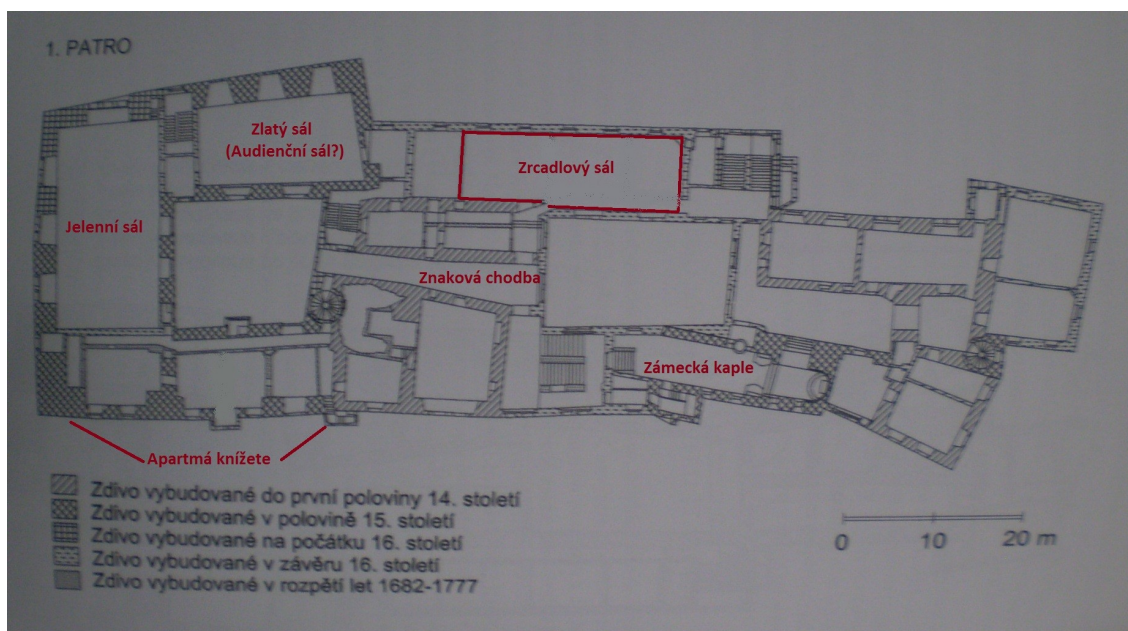 1. PATRO
Zlatý sál
(Audienční sál?)
Zrcadlový sál
Jelenní sál
Znaková chodba
Zámecká kaple
Apartmá knížete
Zdivo vybudované do první poloviny 14. století
Zdivo vybudované v polovině 15. století
Zdivo vybudované na počátku 16. století
Zdivo vybudované v závěru 16. století
Zdivo vybudované v rozpětí let 1682-1777
0 10 20 m